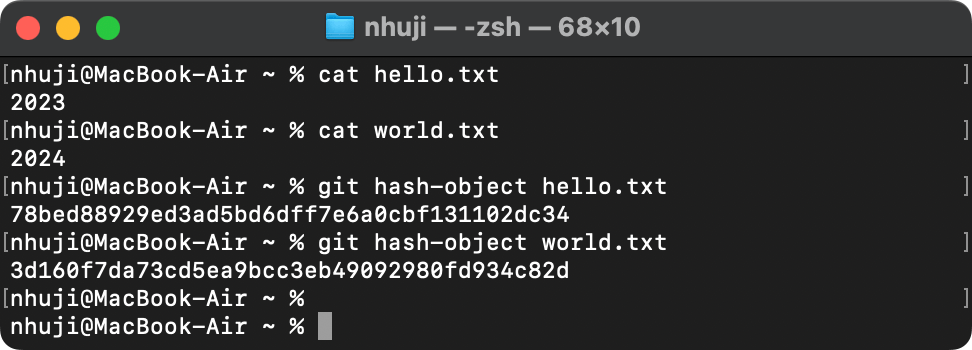 nhuji — -zsh — 68×10
[nhuji@MacBook-Air ~ % cat hello.txt ]
2023
[nhuji@MacBook-Air ~ % cat world.txt ]
2024
[nhuji@MacBook-Air ~ % git hash-object hello.txt ]
78bed88929ed3ad5bd6dff7e6a0cbf131102dc34
[nhuji@MacBook-Air ~ % git hash-object world.txt ]
3d160f7da73cd5ea9bcc3eb49092980fd934c82d
[nhuji@MacBook-Air ~ % ]
nhuji@MacBook-Air ~ %